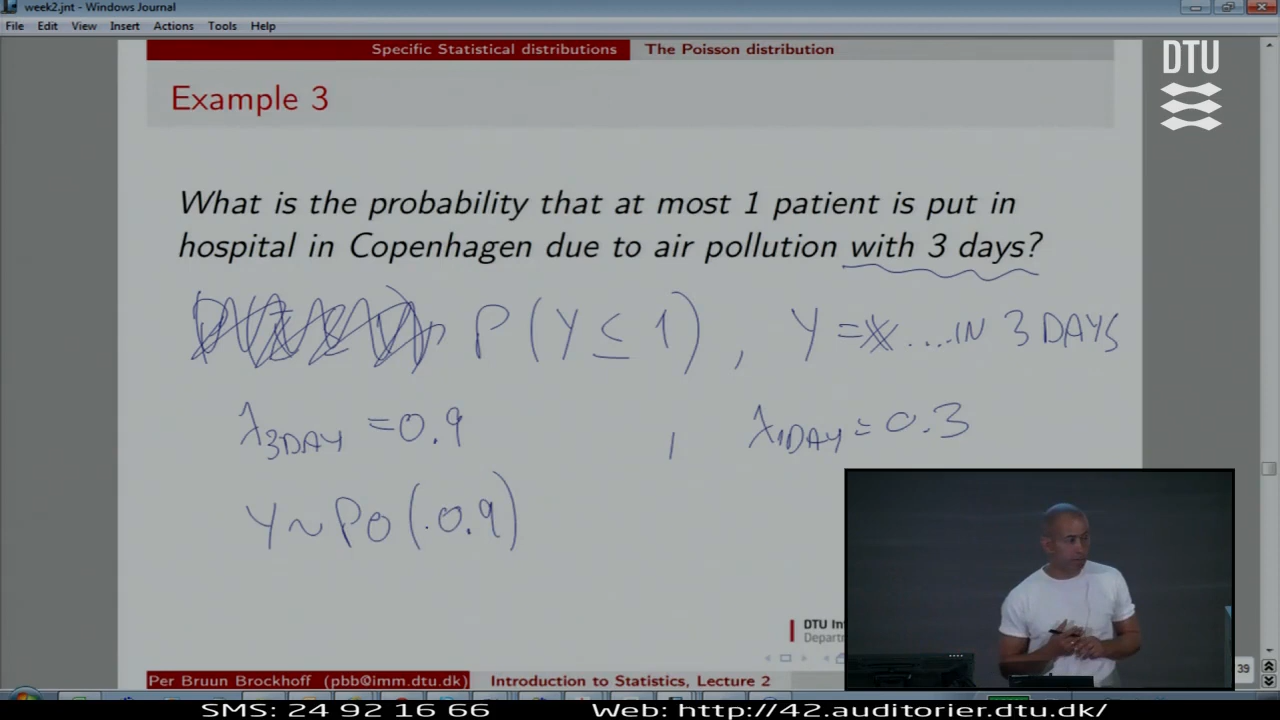 week2.jnt - Windows Journal
File Edit View Insert Actions Tools Help
Specific Statistical distributions The Poisson distribution
DTU
Example 3
What is the probability that at most 1 patient is put in
hospital in Copenhagen due to air pollution with 3 days?
P(Y ≤ 1) , Y = X ....IN 3 DAYS
λ3DAY = 0.9 , λ1DAY = 0.3
Y ~ PO(0.9)
DTU In
Depart
Per Bruun Brockhoff (pbb@imm.dtu.dk) Introduction to Statistics, Lecture 2
39
SMS: 24 92 16 66 Web: http://42.auditorier.dtu.dk/